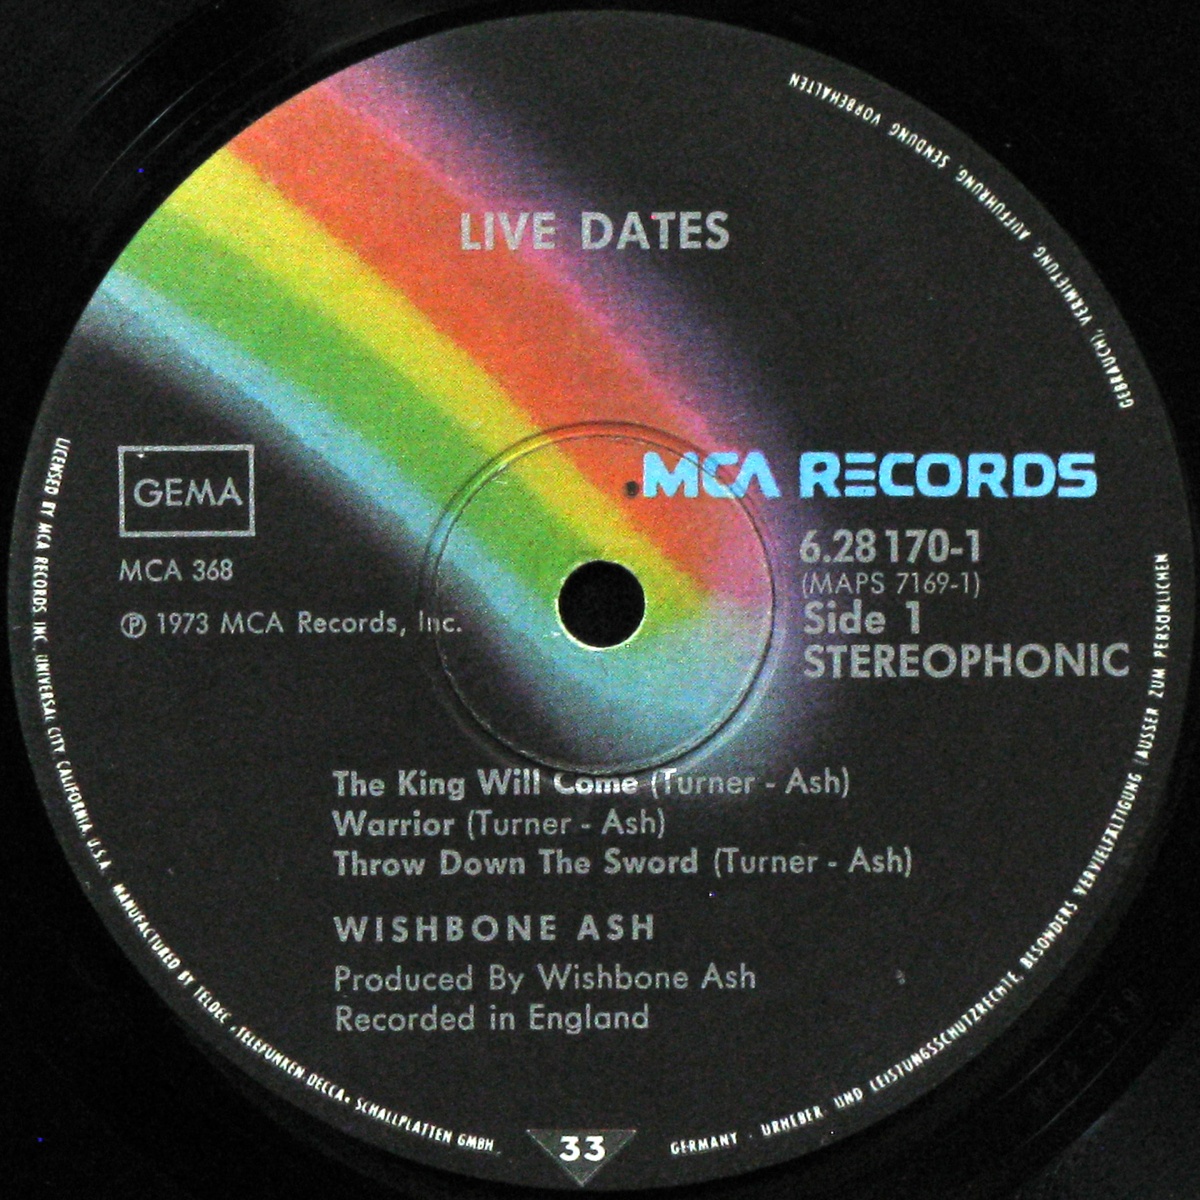 LIVE DATES
MCA RECORDS
GEMA
MCA 368
℗ 1973 MCA Records, Inc.
6.28170-1
(MAPS 7169-1)
Side 1
STEREOPHONIC
The King Will Come (Turner - Ash)
Warrior (Turner - Ash)
Throw Down The Sword (Turner - Ash)
WISHBONE ASH
Produced By Wishbone Ash
Recorded in England
33
LICENSED BY MCA RECORDS INC. UNIVERSAL CITY CALIFORNIA, U.S.A. MANUFACTURED BY TELDEC „TELEFUNKEN DECCA“ SCHALLPLATTEN GMBH
GERMANY · URHEBER- UND LEISTUNGSSCHUTZRECHTE, BESONDERS VERVIELFÄLTIGUNG (AUSSER ZUM PERSÖNLICHEN
GEBRAUCH), VERMIETUNG, AUFFÜHRUNG, SENDUNG VORBEHALTEN